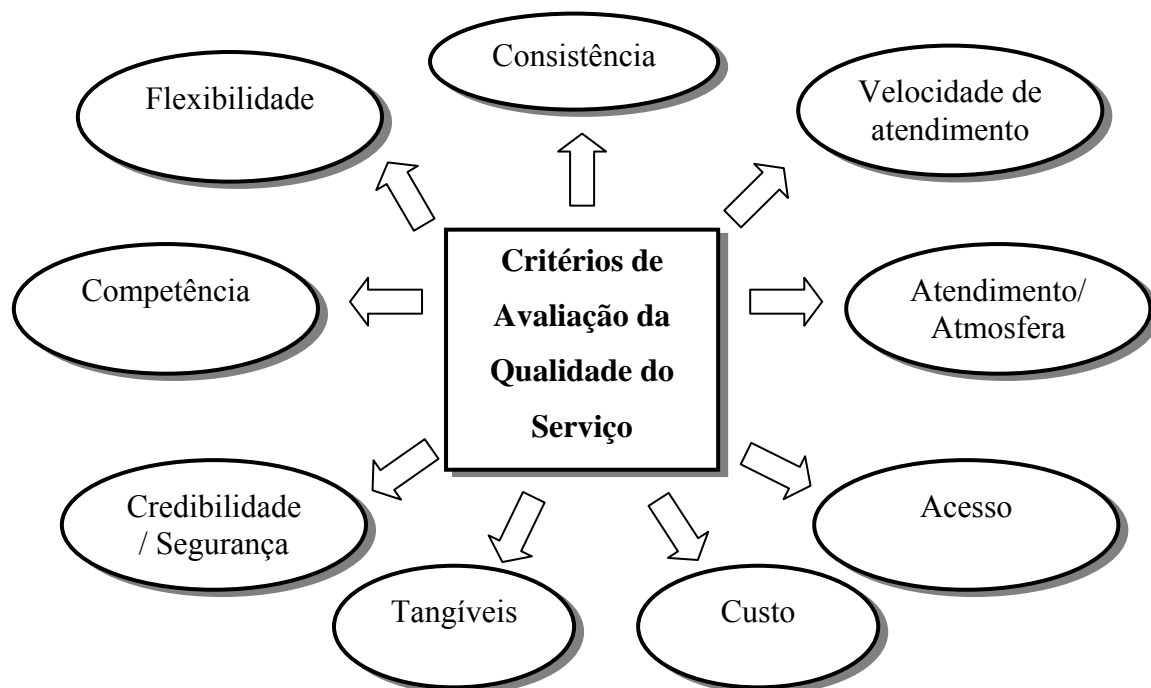 Consistência
Flexibilidade
Velocidade de
atendimento
Critérios de
Avaliação da
Qualidade do
Serviço
Competência
Atendimento/
Atmosfera
Credibilidade
/ Segurança
Acesso
Tangíveis
Custo